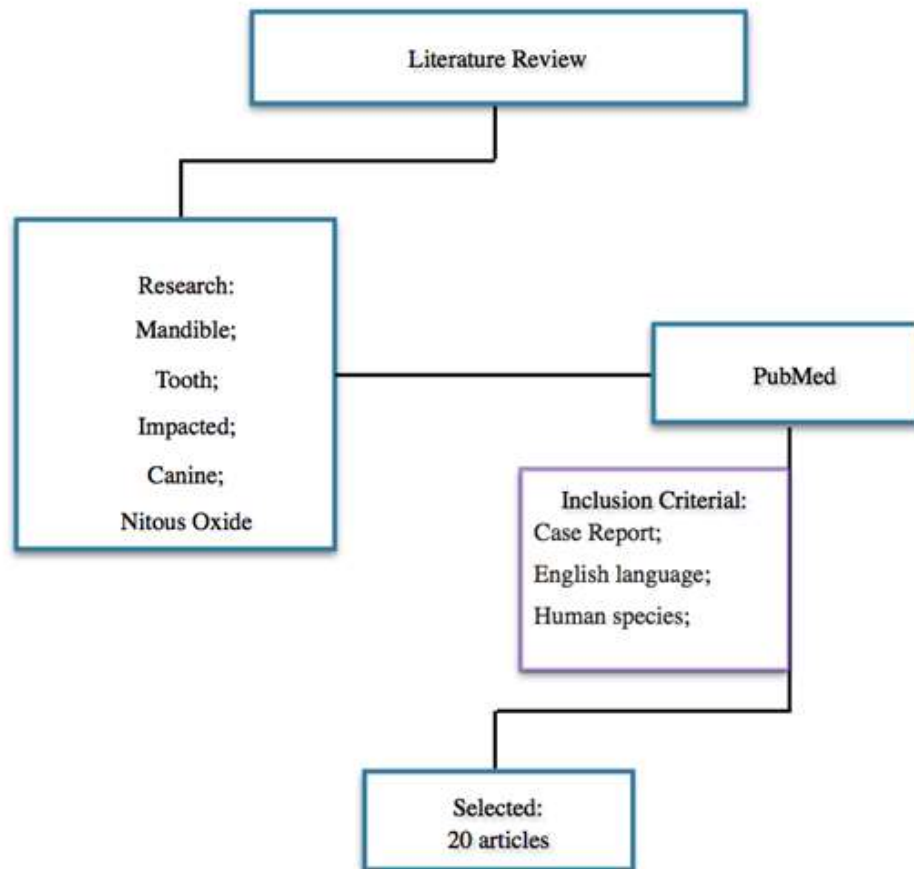 Literature Review
Research:
Mandible;
Tooth;
Impacted;
Canine;
Nitous Oxide
PubMed
Inclusion Criterial:
Case Report;
English language;
Human species;
Selected:
20 articles